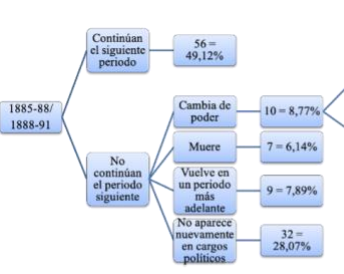 Continúan
el siguiente
periodo
56 =
49,12%
1885-88/
1888-91
Cambia de
poder
10 = 8,77%
No
continúan
el periodo
siguiente
Muere
7 = 6,14%
Vuelve en
un periodo
más
adelante
9 = 7,89%
No aparece
nuevamente
en cargos
políticos
32 =
28,07%